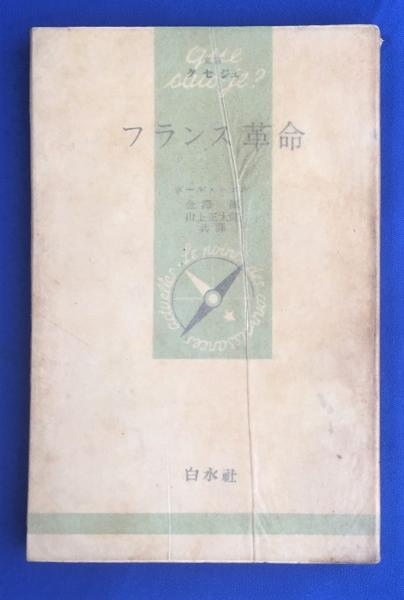 que
文庫
クセジュ
sais-je?
フランス革命
金澤 誠
山上正太郎
共譯
le point des connaissances actuelles
白水社